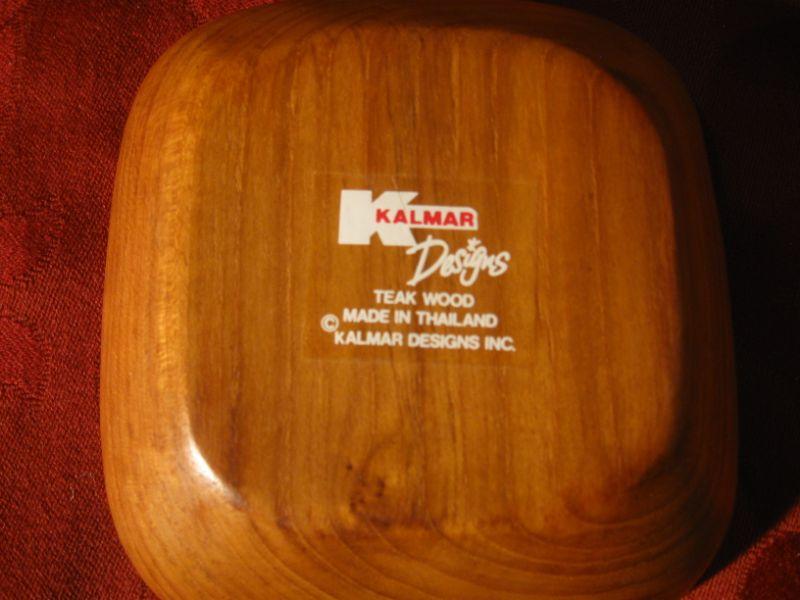 K KALMAR
Designs
TEAK WOOD
MADE IN THAILAND
© KALMAR DESIGNS INC.